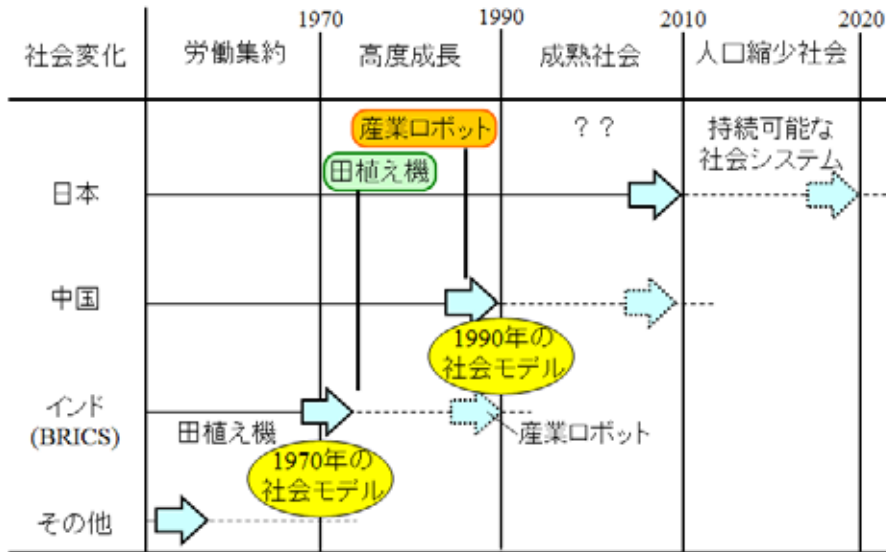 1970
1990
2010
2020
社会変化
労働集約
高度成長
成熟社会
人口縮少社会
産業ロボット
？？
持続可能な
社会システム
田植え機
日本
中国
1990年の
社会モデル
インド
(BRICS)
田植え機
産業ロボット
1970年の
社会モデル
その他